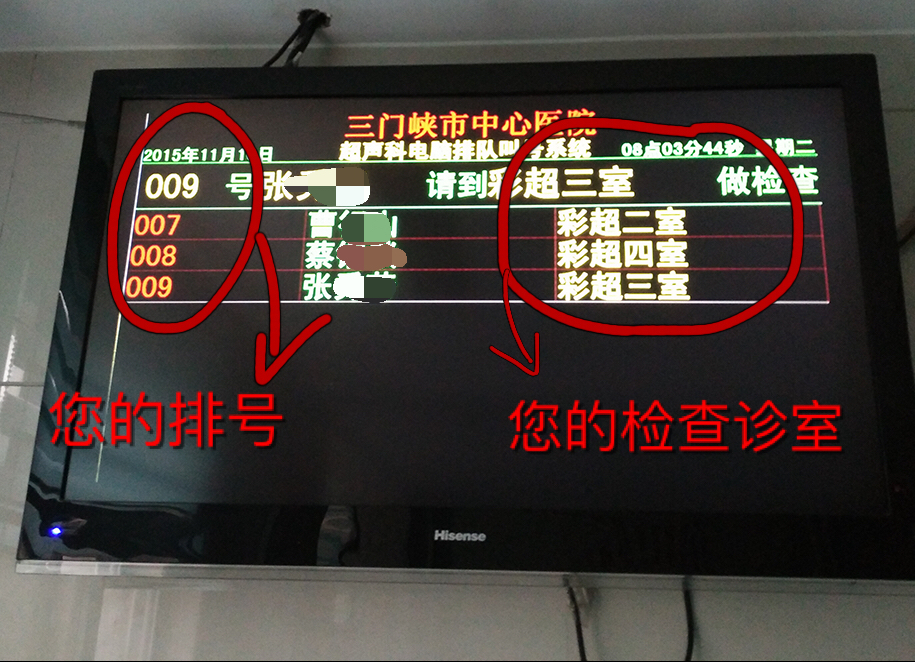 三门峡市中心医院
超声科电脑排队叫号系统 08点03分44秒 星期二
2015年11月1 日
009 号 张 请到彩超三室 做检查
007 曹 彩超二室
008 蔡 彩超四室
009 张 彩超三室
您的排号
您的检查诊室
Hisense